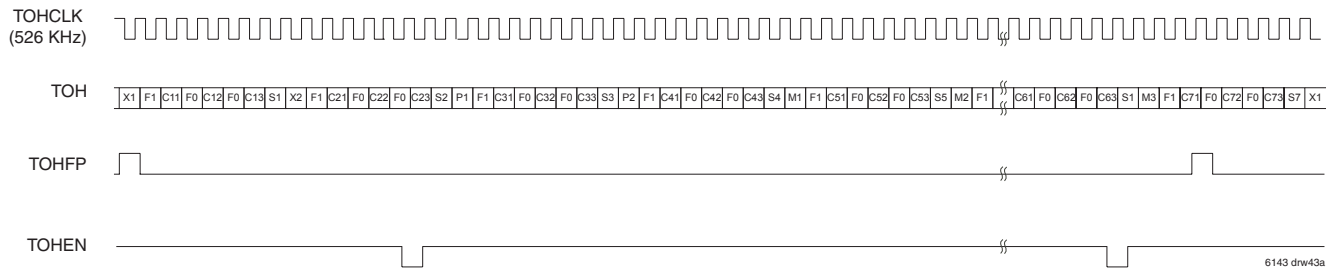 TOHCLK
(526 KHz)
TOH
X1 F1 C11 F0 C12 F0 C13 S1 X2 F1 C21 F0 C22 F0 C23 S2 P1 F1 C31 F0 C32 F0 C33 S3 P2 F1 C41 F0 C42 F0 C43 S4 M1 F1 C51 F0 C52 F0 C53 S5 M2 F1 C61 F0 C62 F0 C63 S1 M3 F1 C71 F0 C72 F0 C73 S7 X1
TOHFP
TOHEN
6143 drw43a